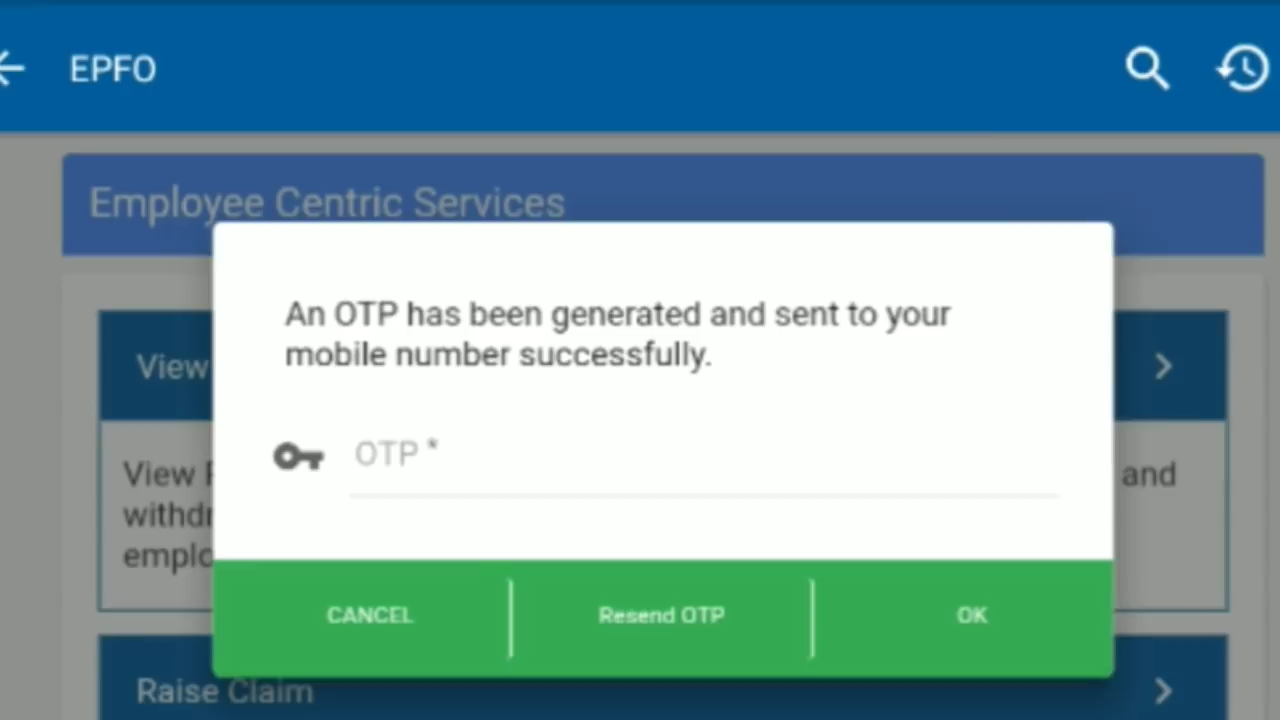 EPFO
Employee Centric Services
An OTP has been generated and sent to your
mobile number successfully.
OTP *
CANCEL
Resend OTP
OK
View
View
and
withdr
emplo
Raise Claim